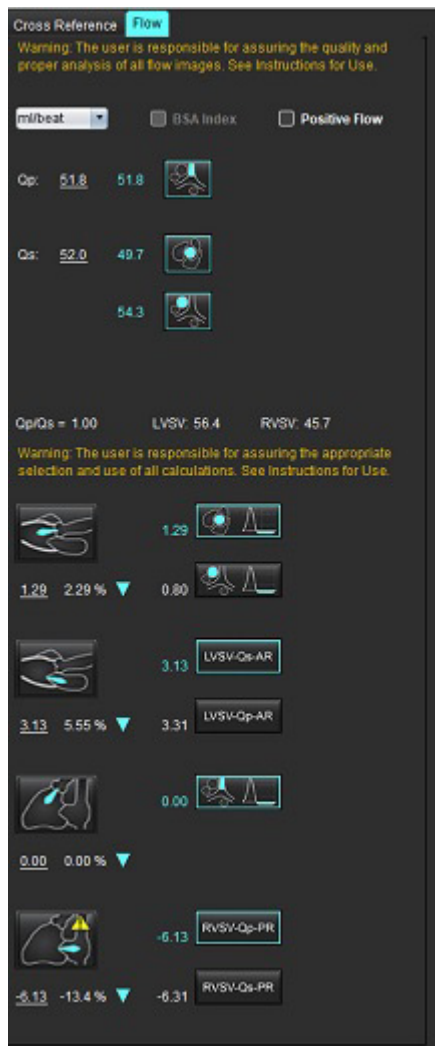 Cross Reference Flow
Warning: The user is responsible for assuring the quality and
proper analysis of all flow images. See Instructions for Use.
ml/beat BSA Index Positive Flow
Qp: 51.8 51.8
Qs: 52.0 49.7
54.3
Qp/Qs = 1.00 LVSV: 56.4 RVSV: 45.7
Warning: The user is responsible for assuring the appropriate
selection and use of all calculations. See Instructions for Use.
1.29
1.29 2.29 % 0.80
3.13 LVSV-Qs-AR
3.13 5.55 % 3.31 LVSV-Qp-AR
0.00
0.00 0.00 %
-6.13 RVSV-Qp-PR
-6.13 -13.4 % -6.31 RVSV-Qs-PR